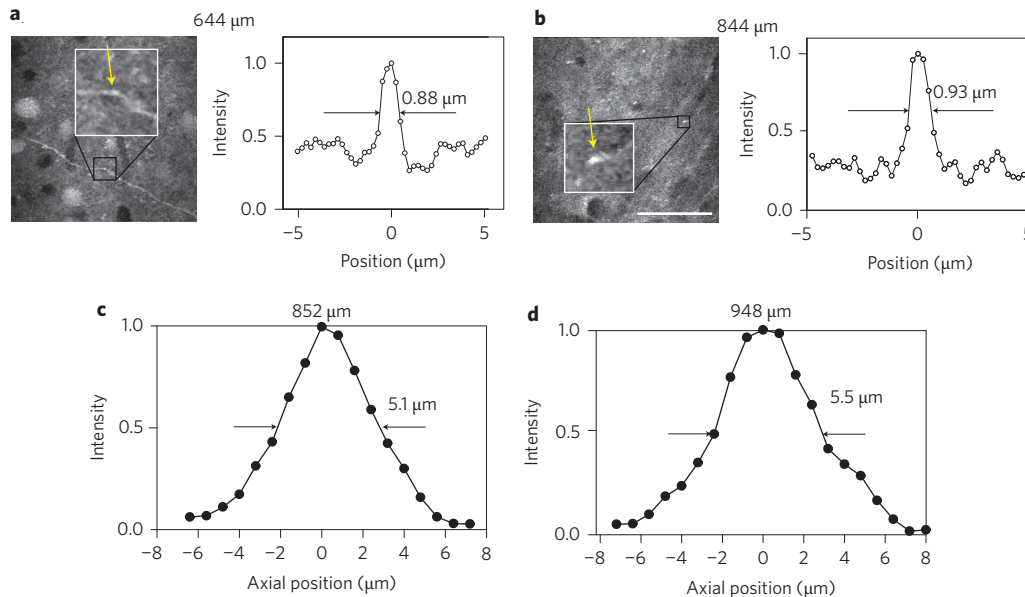 a
644 μm
Intensity
1.0
0.5
0.0
0.88 μm
−5
0
5
Position (μm)
b
844 μm
Intensity
1.0
0.5
0.0
0.93 μm
−5
0
5
Position (μm)
c
852 μm
Intensity
1.0
0.5
0.0
5.1 μm
−8
−6
−4
−2
0
2
4
6
8
Axial position (μm)
d
948 μm
Intensity
1.0
0.5
0.0
5.5 μm
−8
−6
−4
−2
0
2
4
6
8
Axial position (μm)